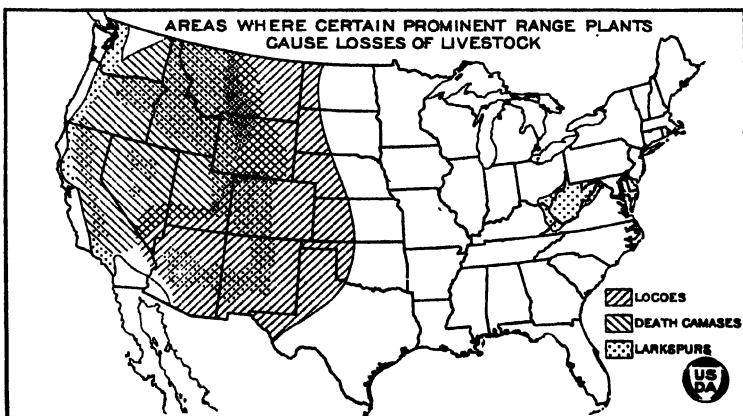 AREAS WHERE CERTAIN PROMINENT RANGE PLANTS
CAUSE LOSSES OF LIVESTOCK
LOCOES
DEATH CAMASES
LARKSPURS
US
DA